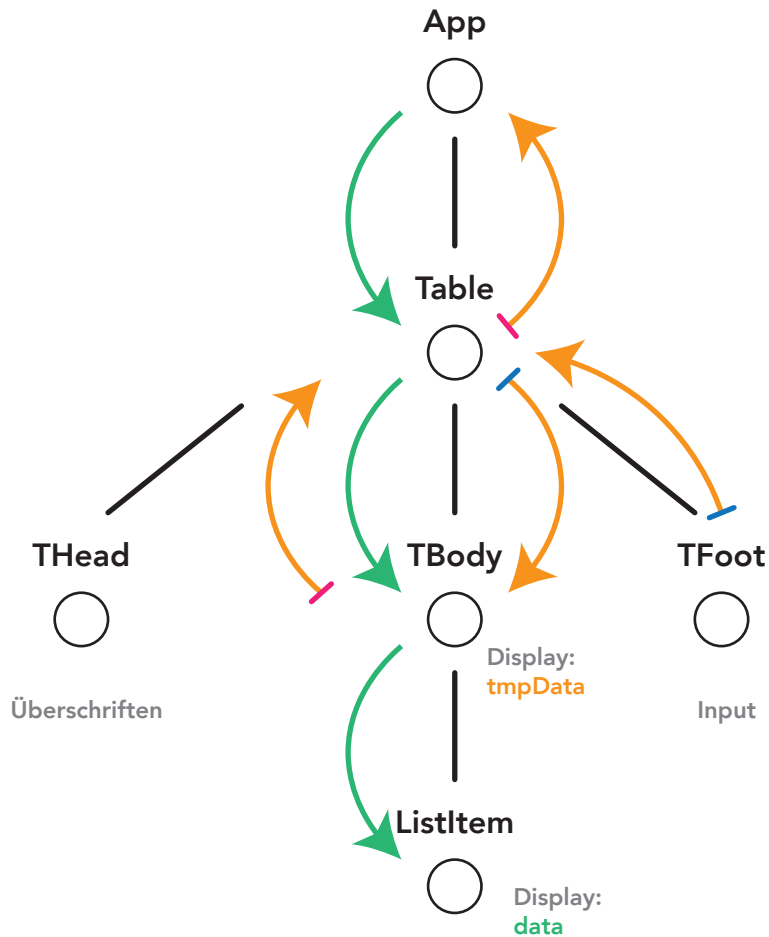 App
Table
THead
TBody
TFoot
Display:
tmpData
Überschriften
Input
ListItem
Display:
data